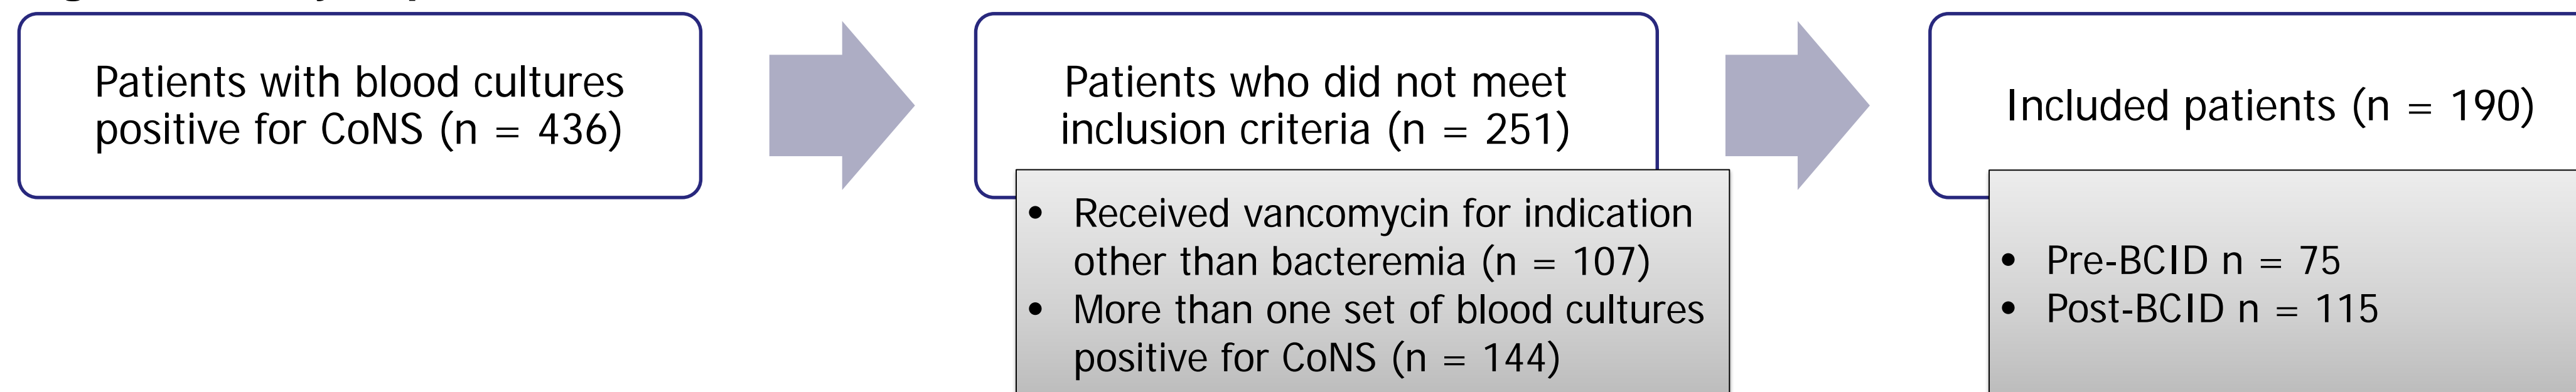 Patients with blood cultures
positive for CoNS (n = 436)
Patients who did not meet
inclusion criteria (n = 251)
• Received vancomycin for indication
other than bacteremia (n = 107)
• More than one set of blood cultures
positive for CoNS (n = 144)
Included patients (n = 190)
• Pre-BCID n = 75
• Post-BCID n = 115